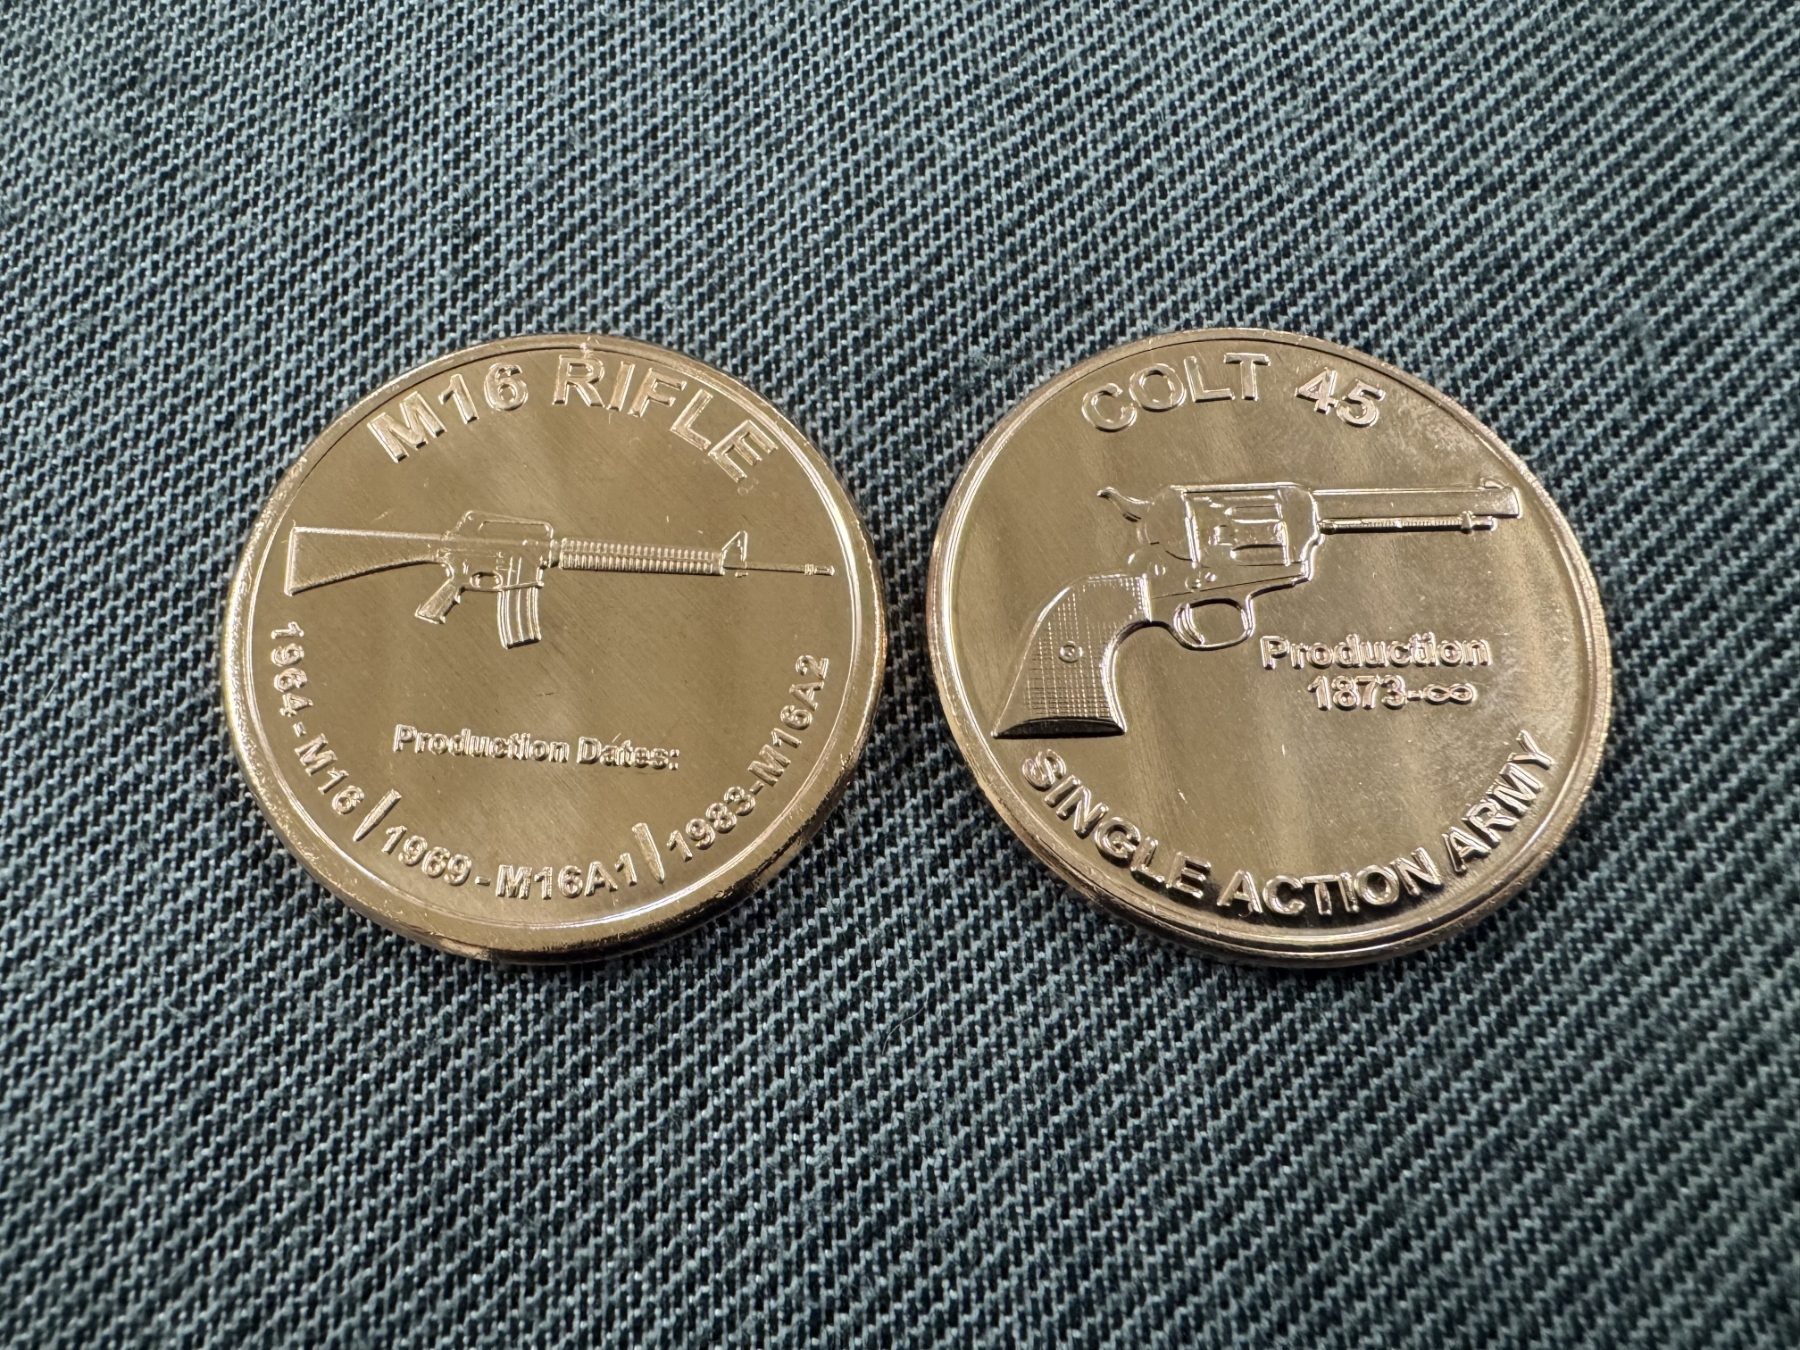 M16 RIFLE
Production Dates:
1964-M16 | 1969-M16A1 | 1983-M16A2
COLT 45
Production
1873-∞
SINGLE ACTION ARMY